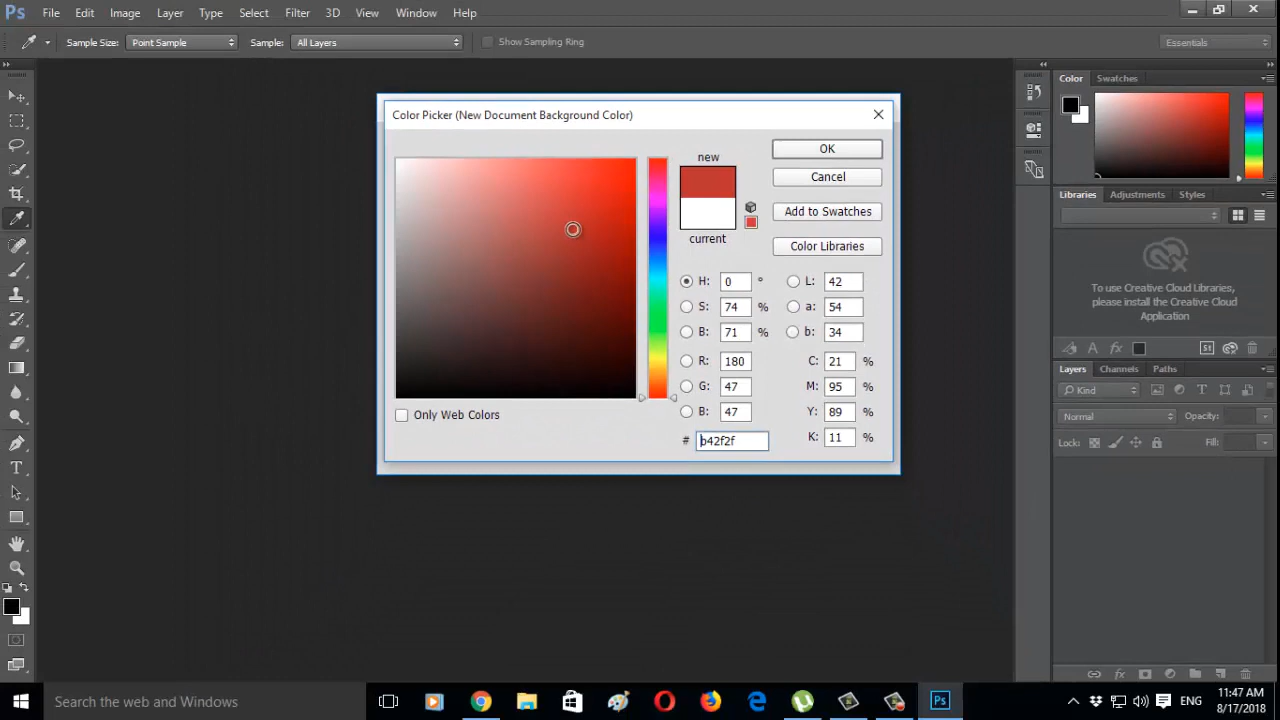 Ps File Edit Image Layer Type Select Filter 3D View Window Help
Sample Size: Point Sample Sample: All Layers Show Sampling Ring Essentials
Color Picker (New Document Background Color)
new
current
OK
Cancel
Add to Swatches
Color Libraries
H: 0 °
S: 74 %
B: 71 %
R: 180
G: 47
B: 47
# b42f2f
L: 42
a: 54
b: 34
C: 21 %
M: 95 %
Y: 89 %
K: 11 %
Only Web Colors
Color Swatches
Libraries Adjustments Styles
To use Creative Cloud Libraries,
please install the Creative Cloud
Application
fx St
Layers Channels Paths
Kind
Normal Opacity:
Lock: Fill:
fx
Search the web and Windows
Ps
ENG
11:47 AM
8/17/2018